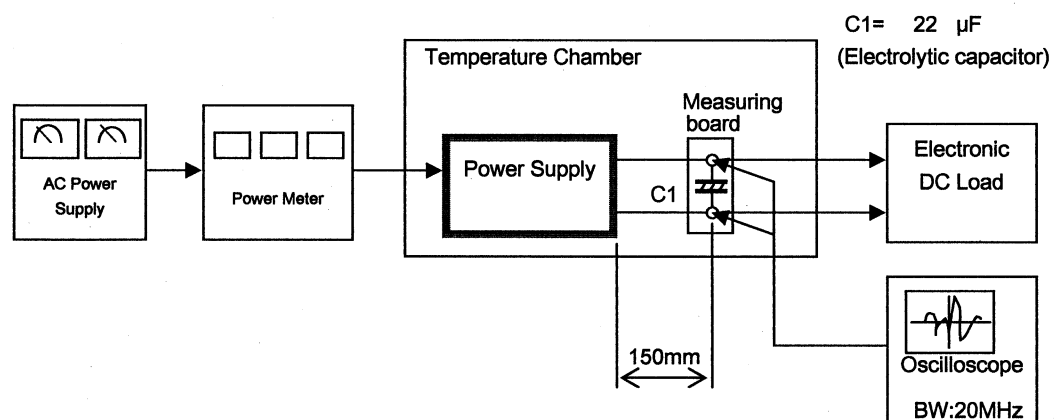 C1= 22 µF
(Electrolytic capacitor)
Temperature Chamber
Measuring
board
AC Power
Supply
Power Meter
Power Supply
C1
Electronic
DC Load
150mm
Oscilloscope
BW:20MHz